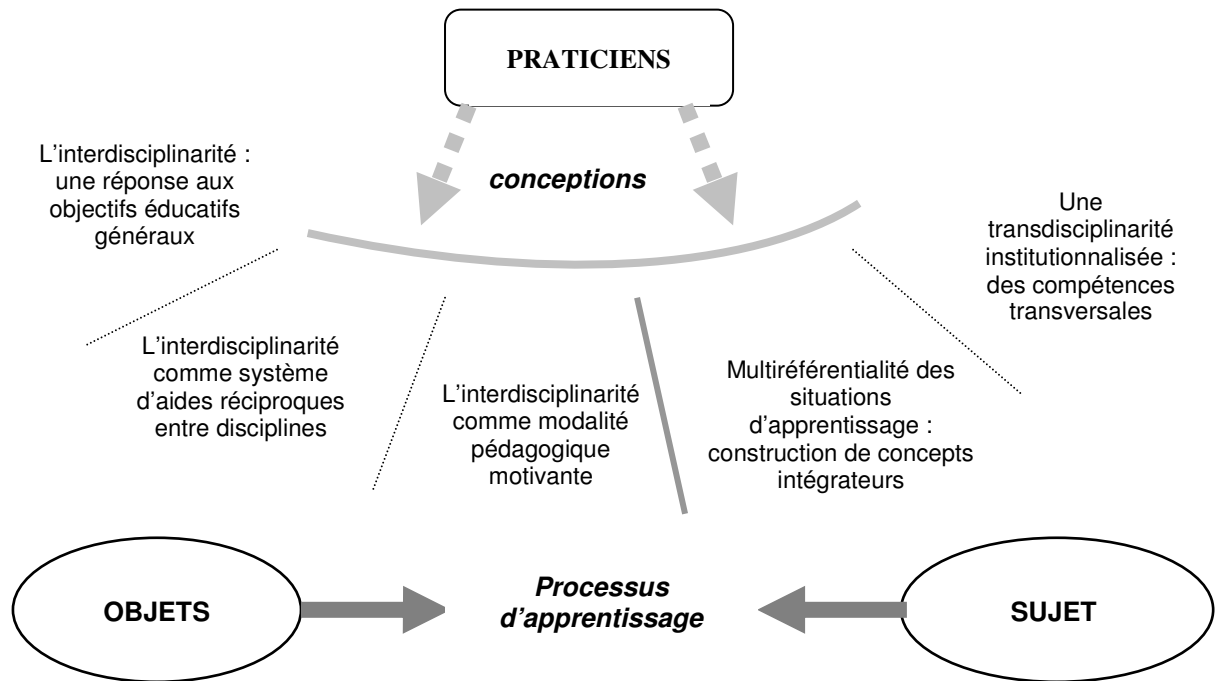 PRATICIENS
conceptions
L'interdisciplinarité :
une réponse aux
objectifs éducatifs
généraux
L'interdisciplinarité
comme système
d'aides réciproques
entre disciplines
L'interdisciplinarité
comme modalité
pédagogique
motivante
Multiréférentialité des
situations
d'apprentissage :
construction de concepts
intégrateurs
Une
transdisciplinarité
institutionnalisée :
des compétences
transversales
OBJETS
Processus
d'apprentissage
SUJET